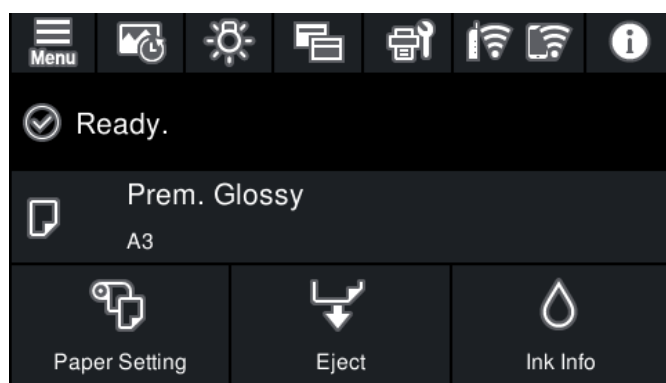 Menu
Ready.
Prem. Glossy
A3
Paper Setting
Eject
Ink Info